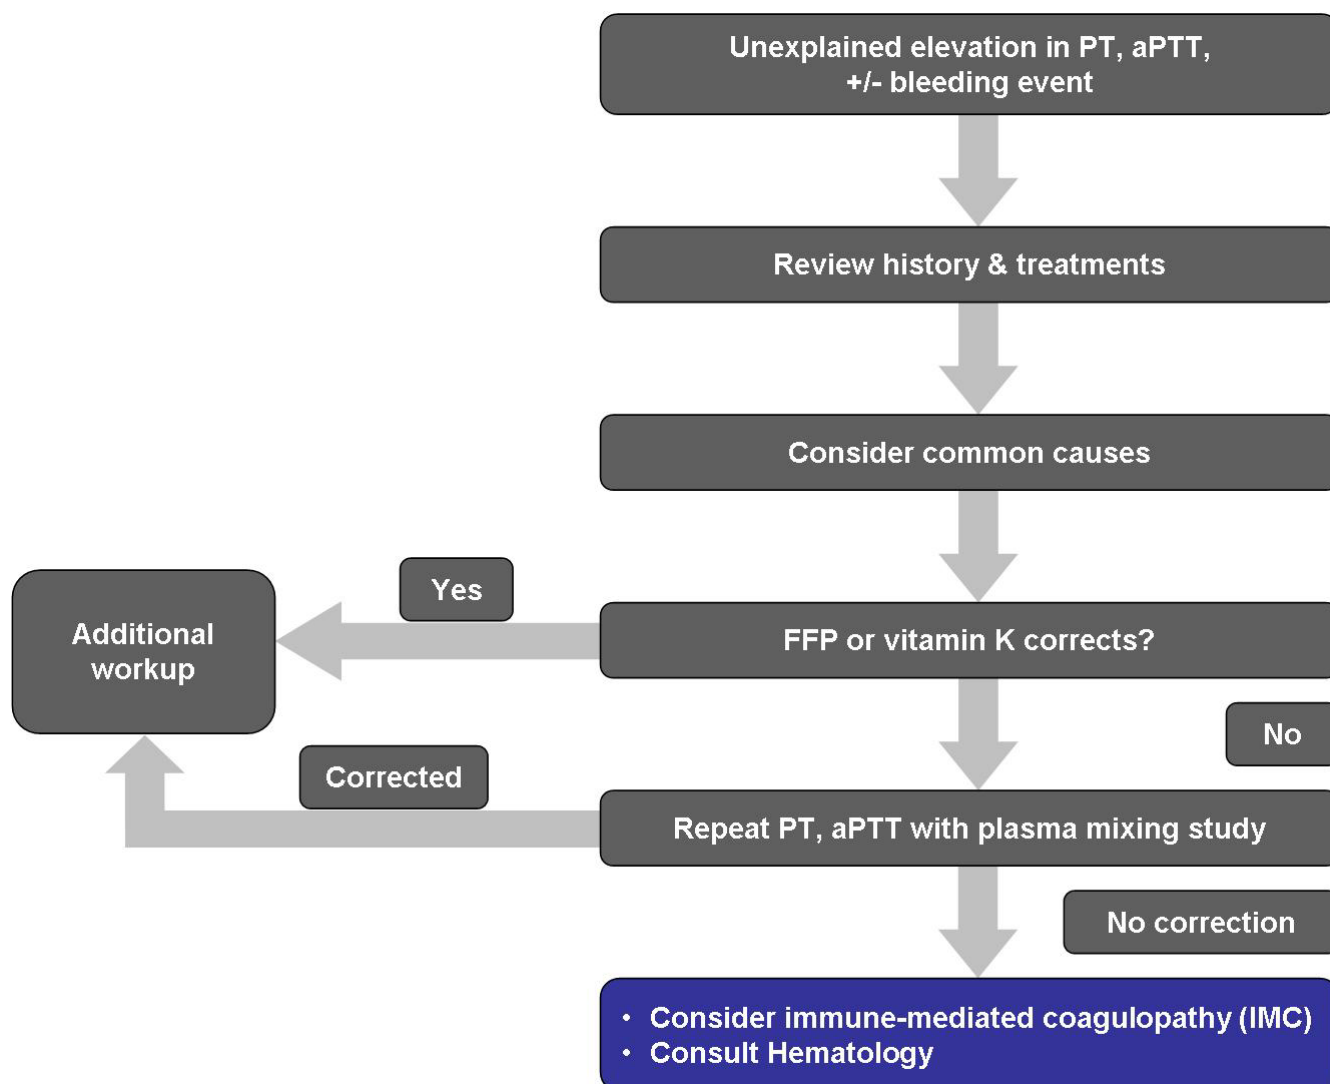 Unexplained elevation in PT, aPTT,
+/- bleeding event
Review history & treatments
Consider common causes
Yes
Additional
workup
FFP or vitamin K corrects?
No
Corrected
Repeat PT, aPTT with plasma mixing study
No correction
• Consider immune-mediated coagulopathy (IMC)
• Consult Hematology